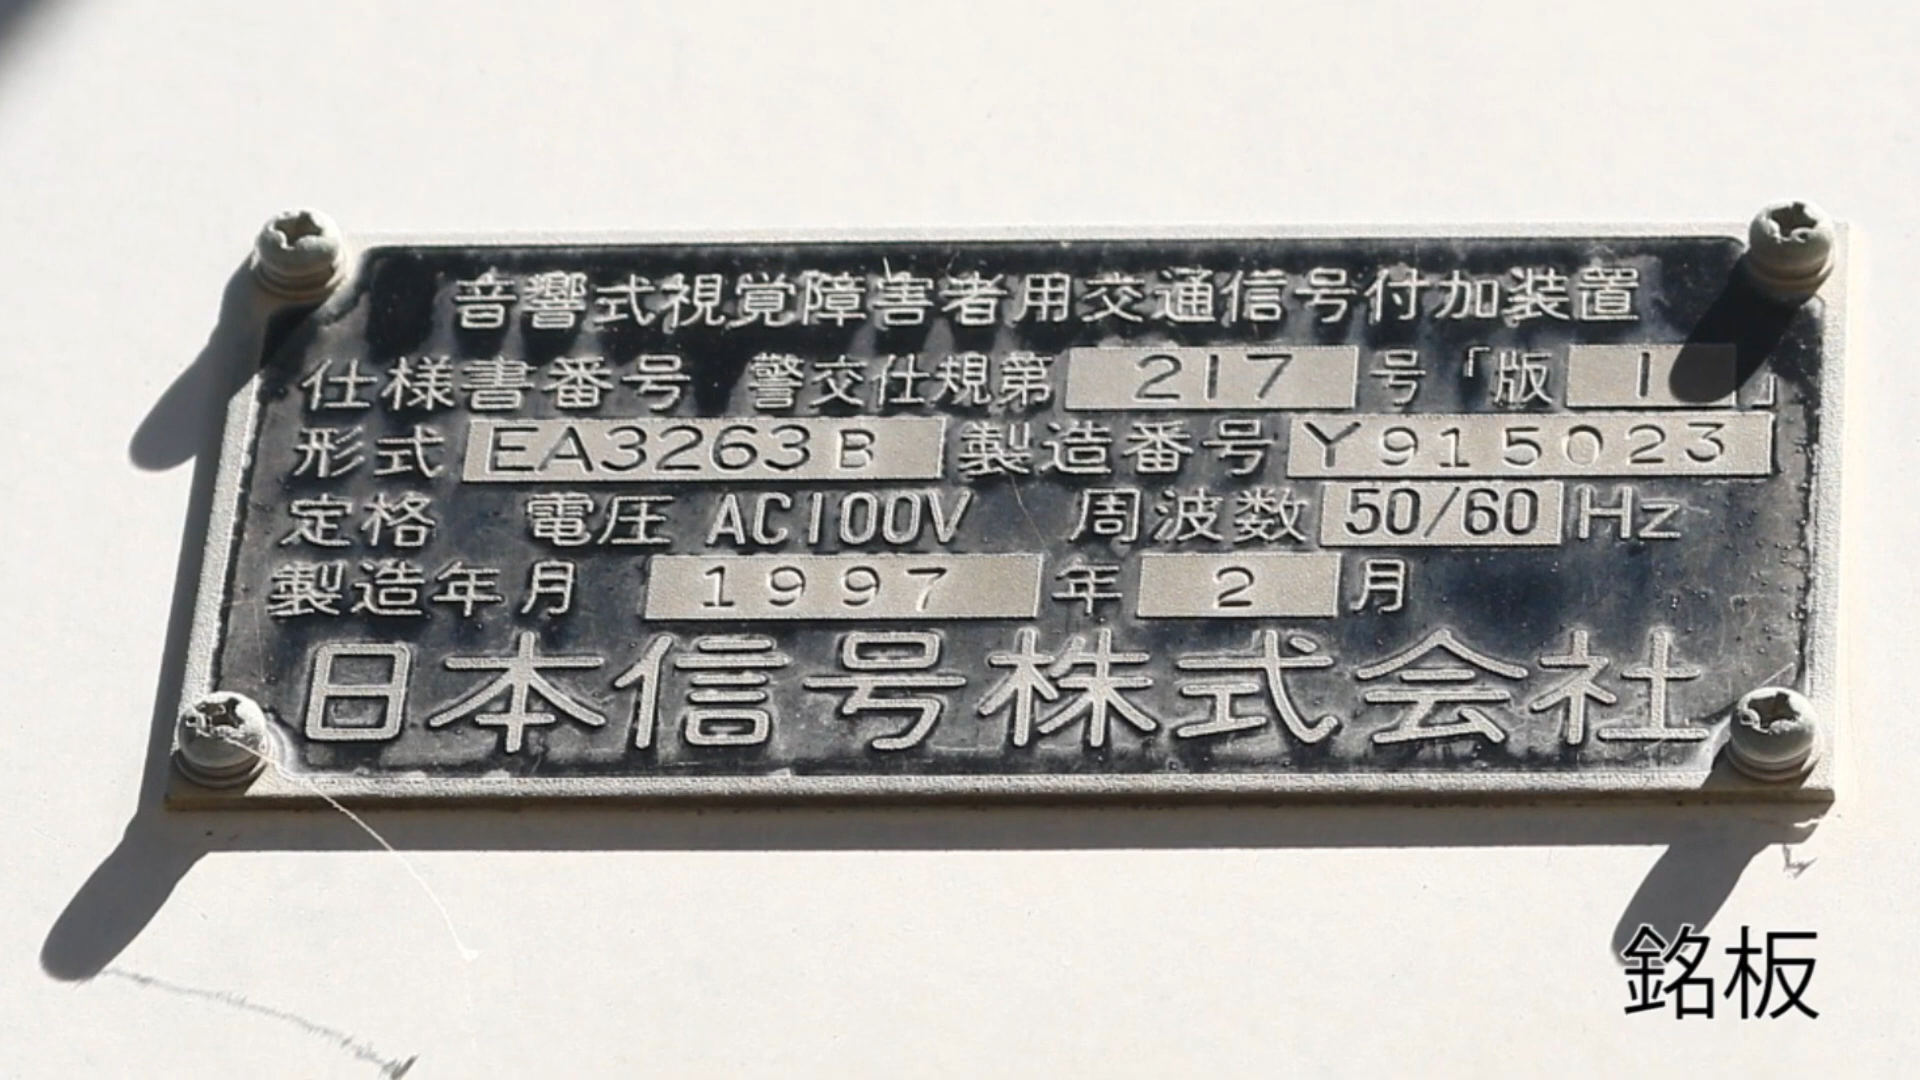 音響式視覚障害者用交通信号付加装置
仕様書番号 警交仕規第 217 号「版 1 」
形式 EA3263B 製造番号 Y915023
定格 電圧 AC100V 周波数 50/60 Hz
製造年月 1997 年 2 月
日本信号株式会社
銘板